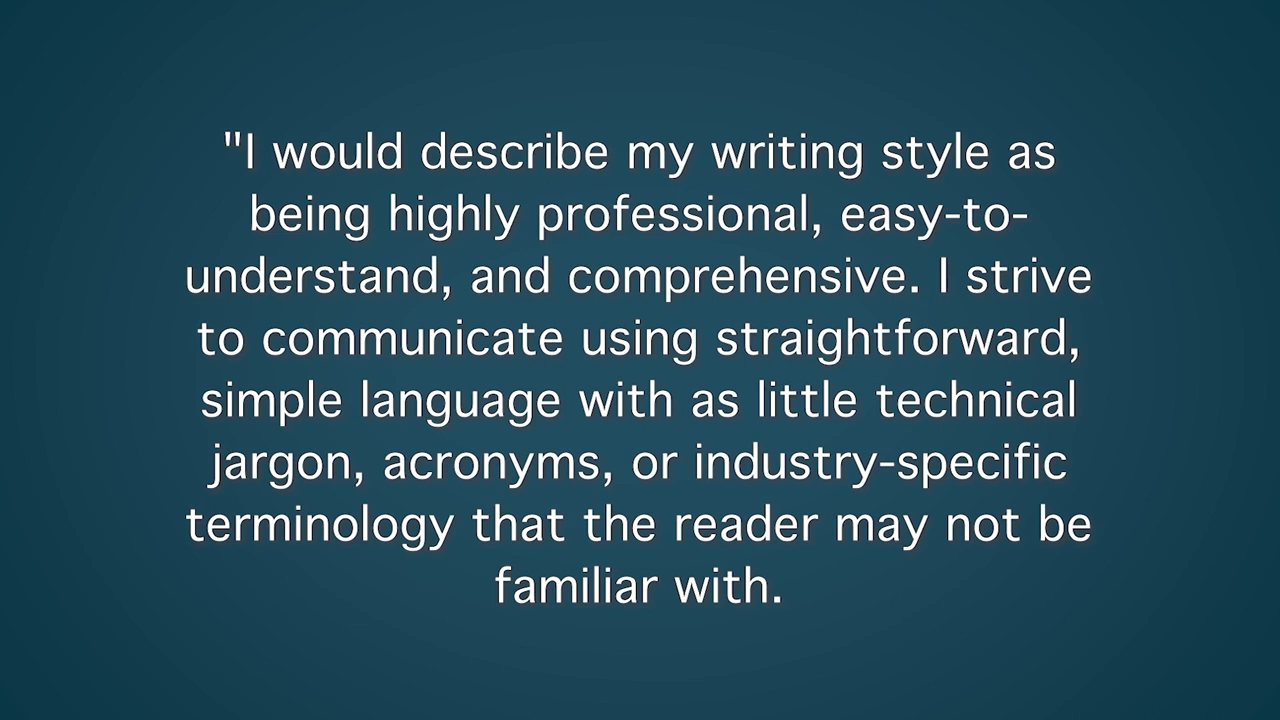 "I would describe my writing style as
being highly professional, easy-to-
understand, and comprehensive. I strive
to communicate using straightforward,
simple language with as little technical
jargon, acronyms, or industry-specific
terminology that the reader may not be
familiar with.